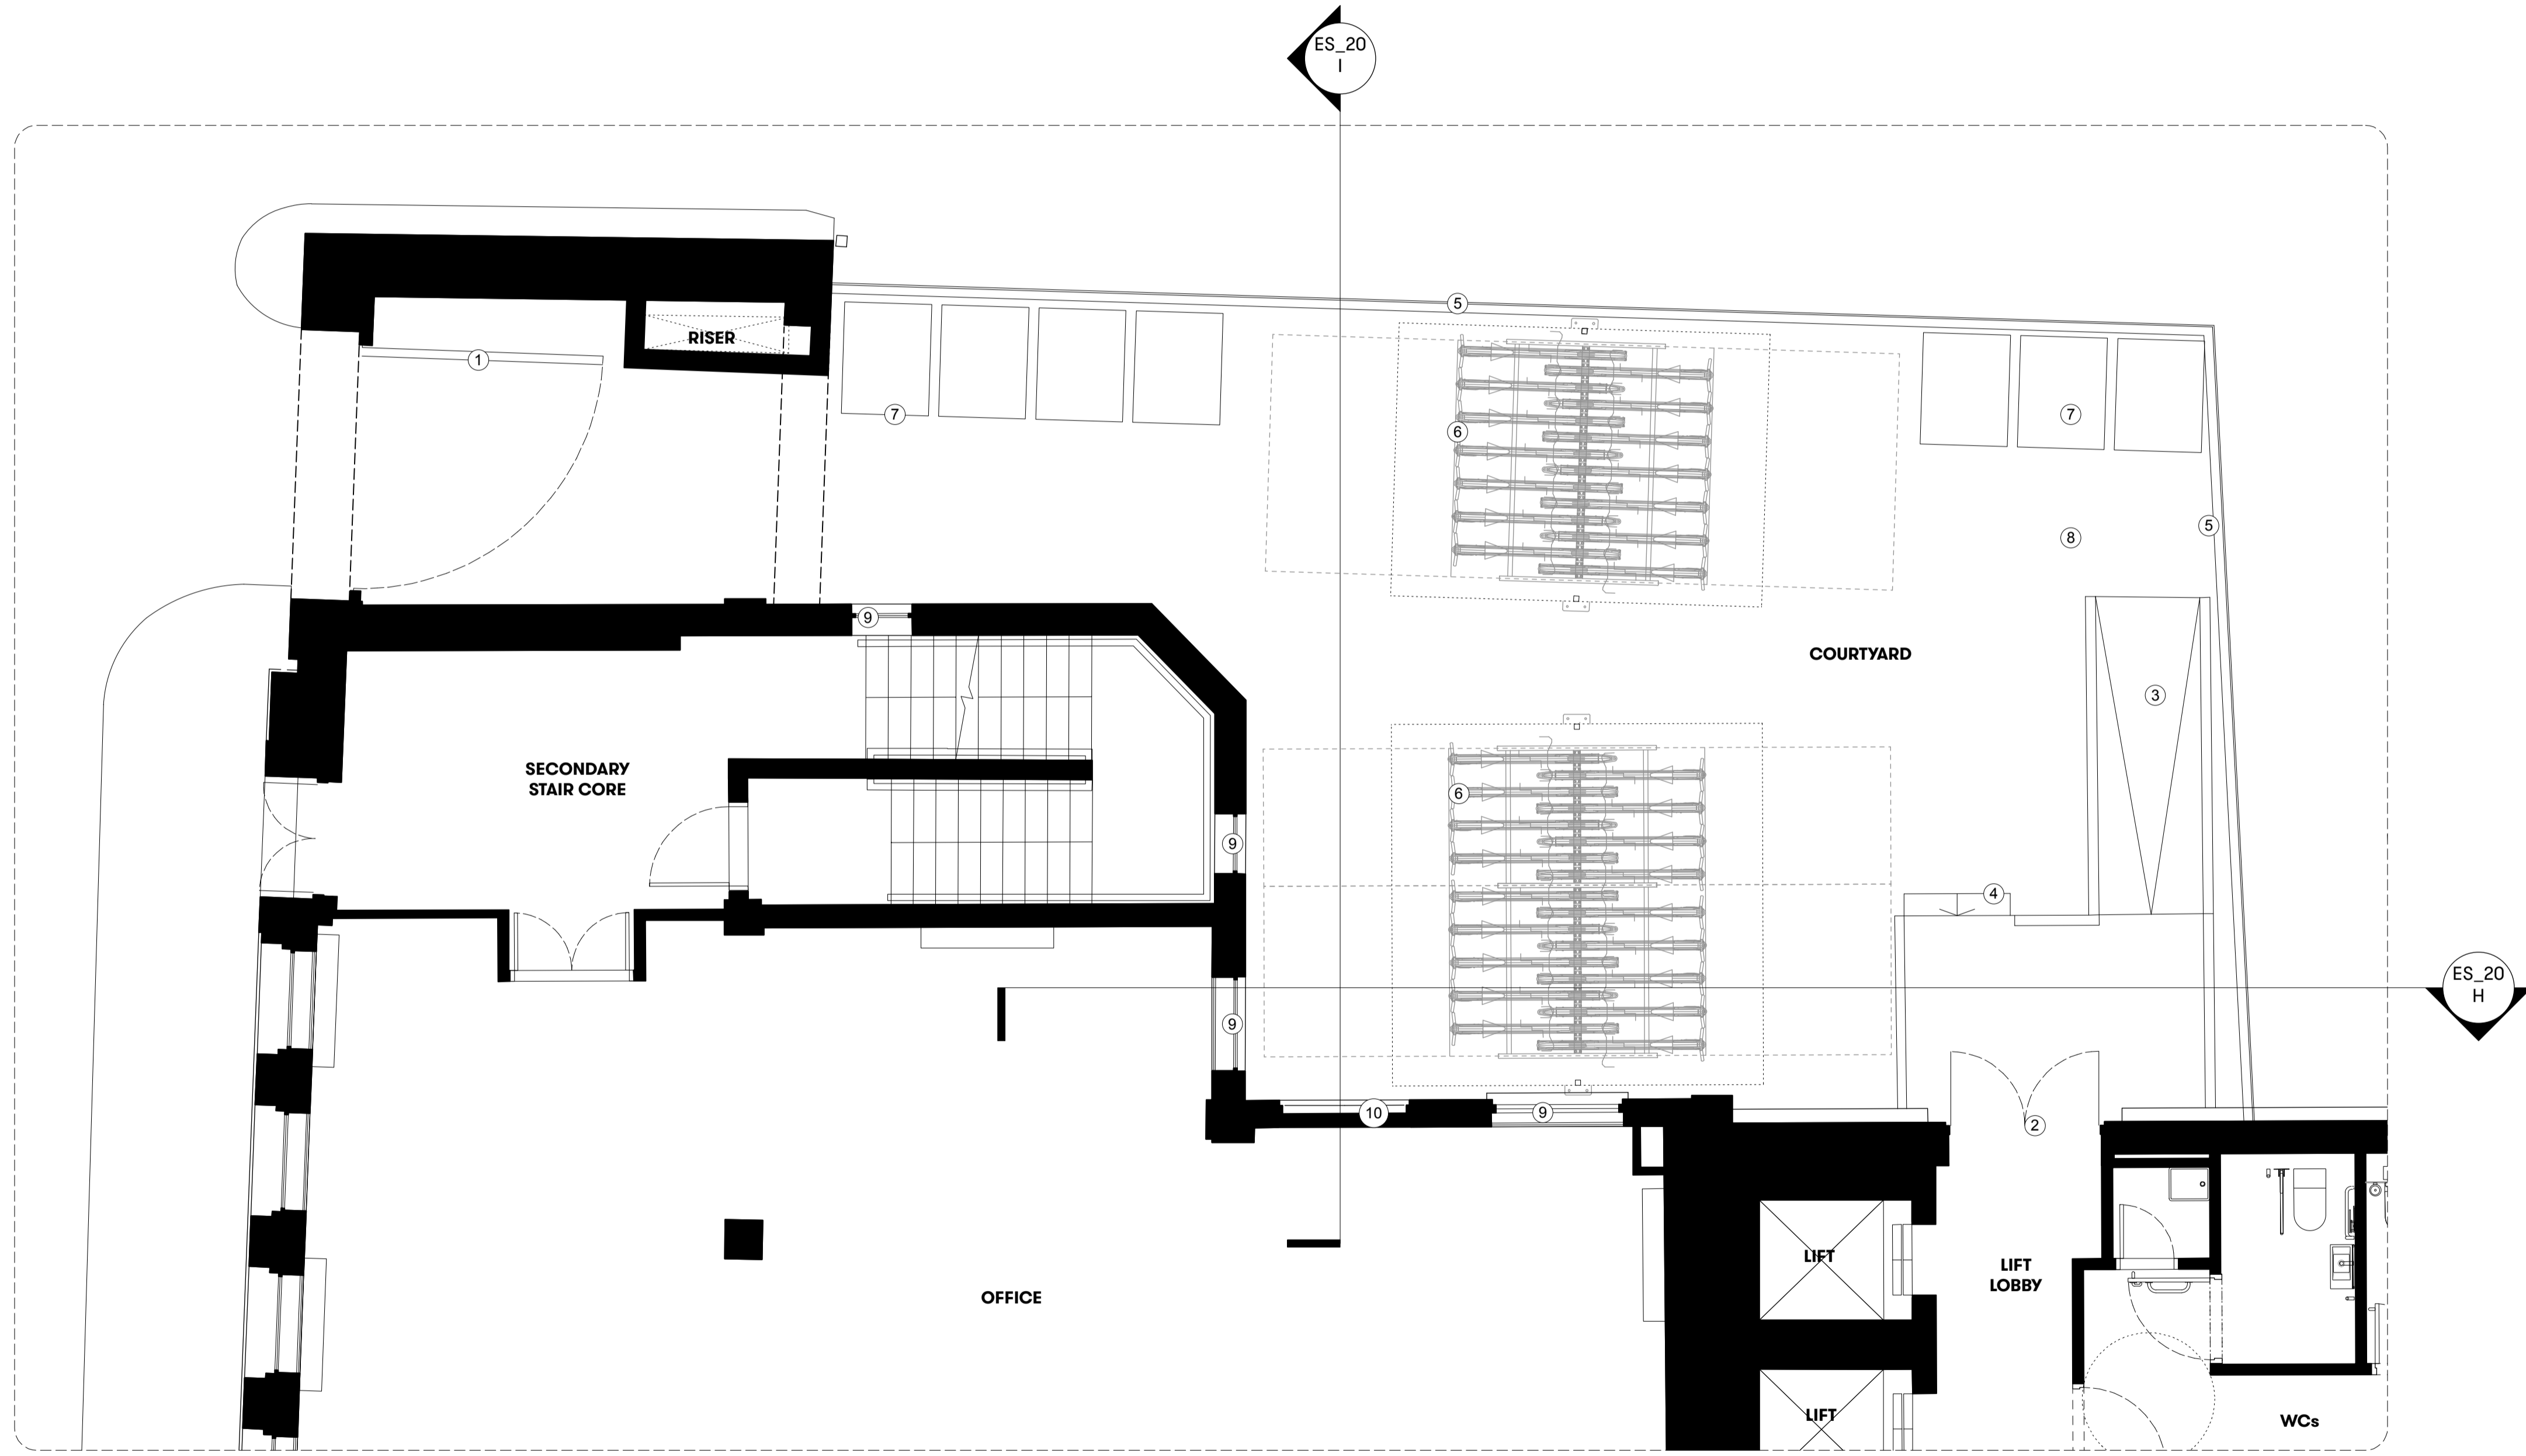 ES_20
I
5
RISER
1
7
7
6
5
8
9
COURTYARD
3
SECONDARY
STAIR CORE
6
9
4
ES_20
H
9
10
9
2
LIFT
LIFT
LOBBY
OFFICE
LIFT
WCs